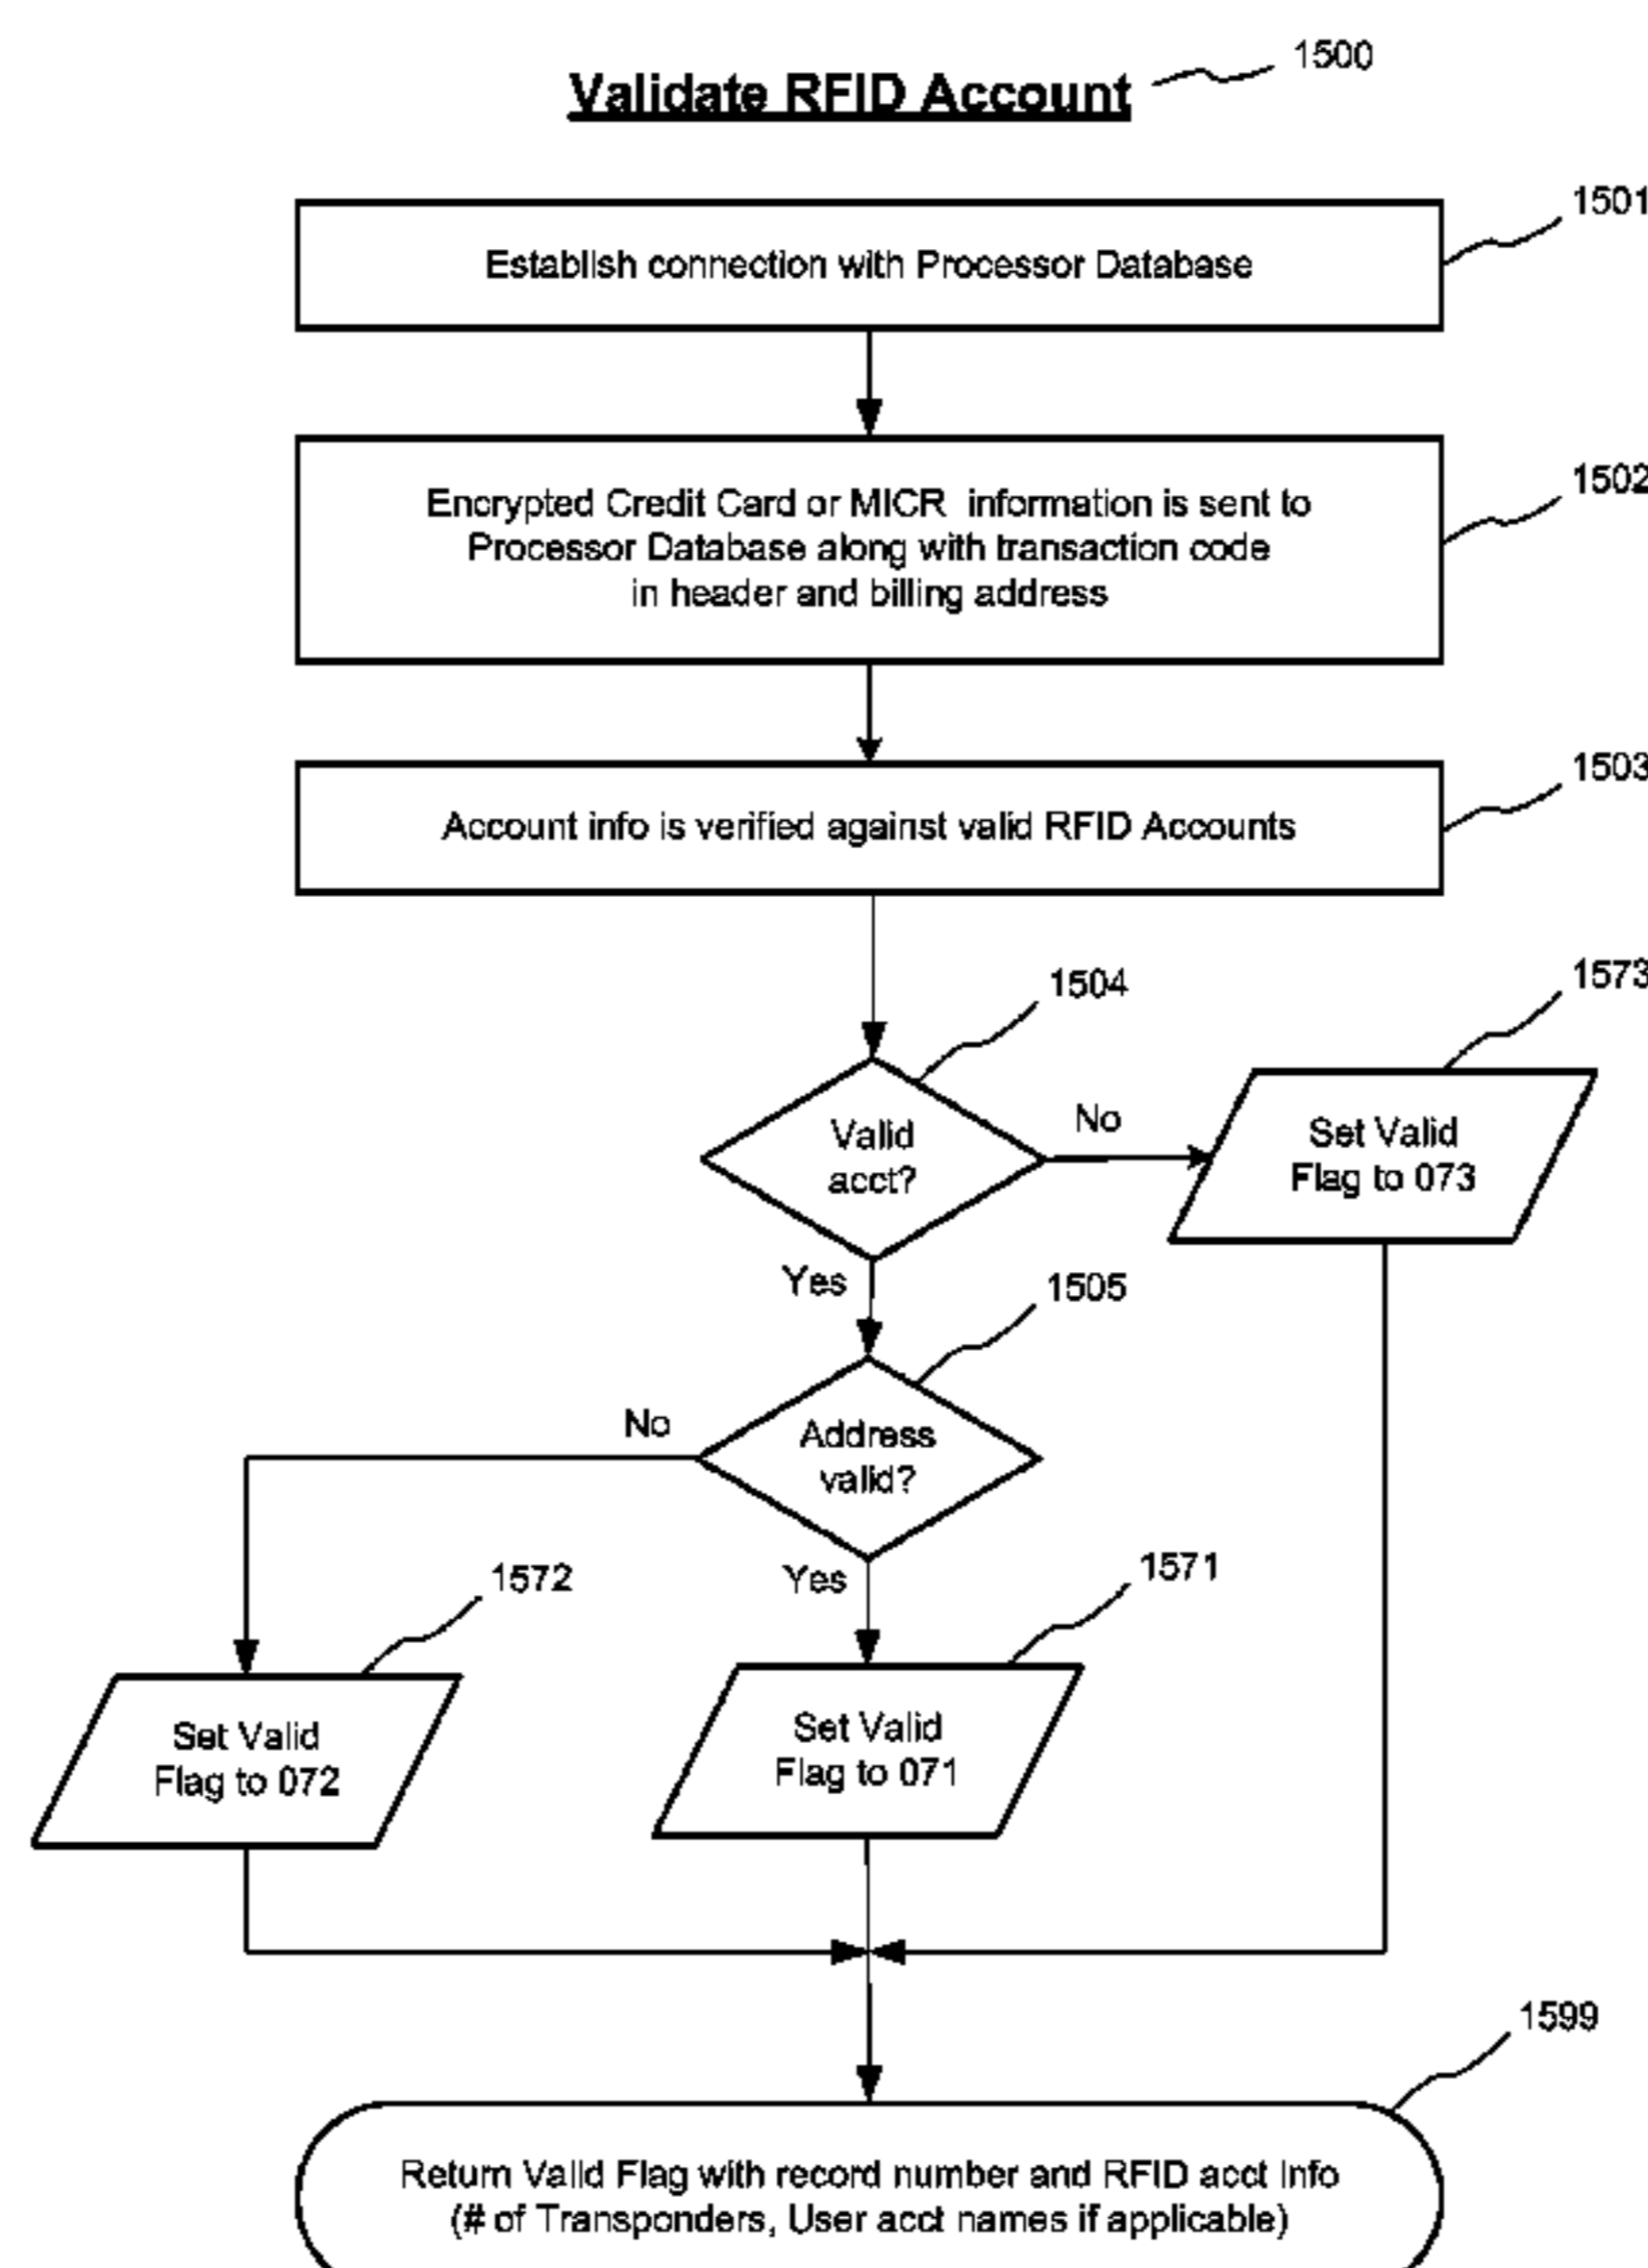 1500
Validate RFID Account
1501
Establish connection with Processor Database
1502
Encrypted Credit Card or MICR information is sent to
Processor Database along with transaction code
in header and billing address
1503
Account info is verified against valid RFID Accounts
1504
1573
Valid
acct?
No
Set Valid
Flag to 073
Yes
1505
No
Address
valid?
1572
Yes
1571
Set Valid
Flag to 072
Set Valid
Flag to 071
1599
Return Valid Flag with record number and RFID acct info
(# of Transponders, User acct names if applicable)